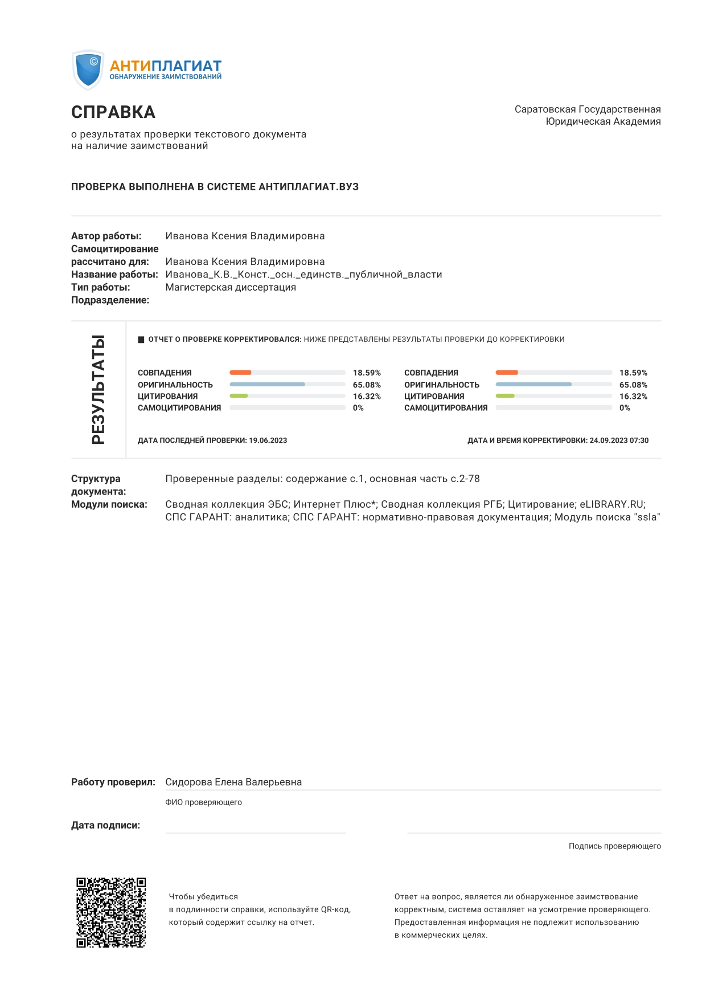 ©
АНТИПЛАГИАТ
ОБНАРУЖЕНИЕ ЗАИМСТВОВАНИЙ
СПРАВКА
о результатах проверки текстового документа
на наличие заимствований
Саратовская Государственная
Юридическая Академия
ПРОВЕРКА ВЫПОЛНЕНА В СИСТЕМЕ АНТИПЛАГИАТ.ВУЗ
Автор работы: Иванова Ксения Владимировна
Самоцитирование
рассчитано для: Иванова Ксения Владимировна
Название работы: Иванова_К.В._Конст._осн._единств._публичной_власти
Тип работы: Магистерская диссертация
Подразделение:
РЕЗУЛЬТАТЫ
ОТЧЕТ О ПРОВЕРКЕ КОРРЕКТИРОВАЛСЯ: НИЖЕ ПРЕДСТАВЛЕНЫ РЕЗУЛЬТАТЫ ПРОВЕРКИ ДО КОРРЕКТИРОВКИ
СОВПАДЕНИЯ 18.59%
ОРИГИНАЛЬНОСТЬ 65.08%
ЦИТИРОВАНИЯ 16.32%
САМОЦИТИРОВАНИЯ 0%
СОВПАДЕНИЯ 18.59%
ОРИГИНАЛЬНОСТЬ 65.08%
ЦИТИРОВАНИЯ 16.32%
САМОЦИТИРОВАНИЯ 0%
ДАТА ПОСЛЕДНЕЙ ПРОВЕРКИ: 19.06.2023
ДАТА И ВРЕМЯ КОРРЕКТИРОВКИ: 24.09.2023 07:30
Структура Проверенные разделы: содержание с.1, основная часть с.2-78
документа:
Модули поиска: Сводная коллекция ЭБС; Интернет Плюс*; Сводная коллекция РГБ; Цитирование; eLIBRARY.RU;
СПС ГАРАНТ: аналитика; СПС ГАРАНТ: нормативно-правовая документация; Модуль поиска "ssla"
Работу проверил: Сидорова Елена Валерьевна
ФИО проверяющего
Дата подписи:
Подпись проверяющего
Чтобы убедиться
в подлинности справки, используйте QR-код,
который содержит ссылку на отчет.
Ответ на вопрос, является ли обнаруженное заимствование
корректным, система оставляет на усмотрение проверяющего.
Предоставленная информация не подлежит использованию
в коммерческих целях.